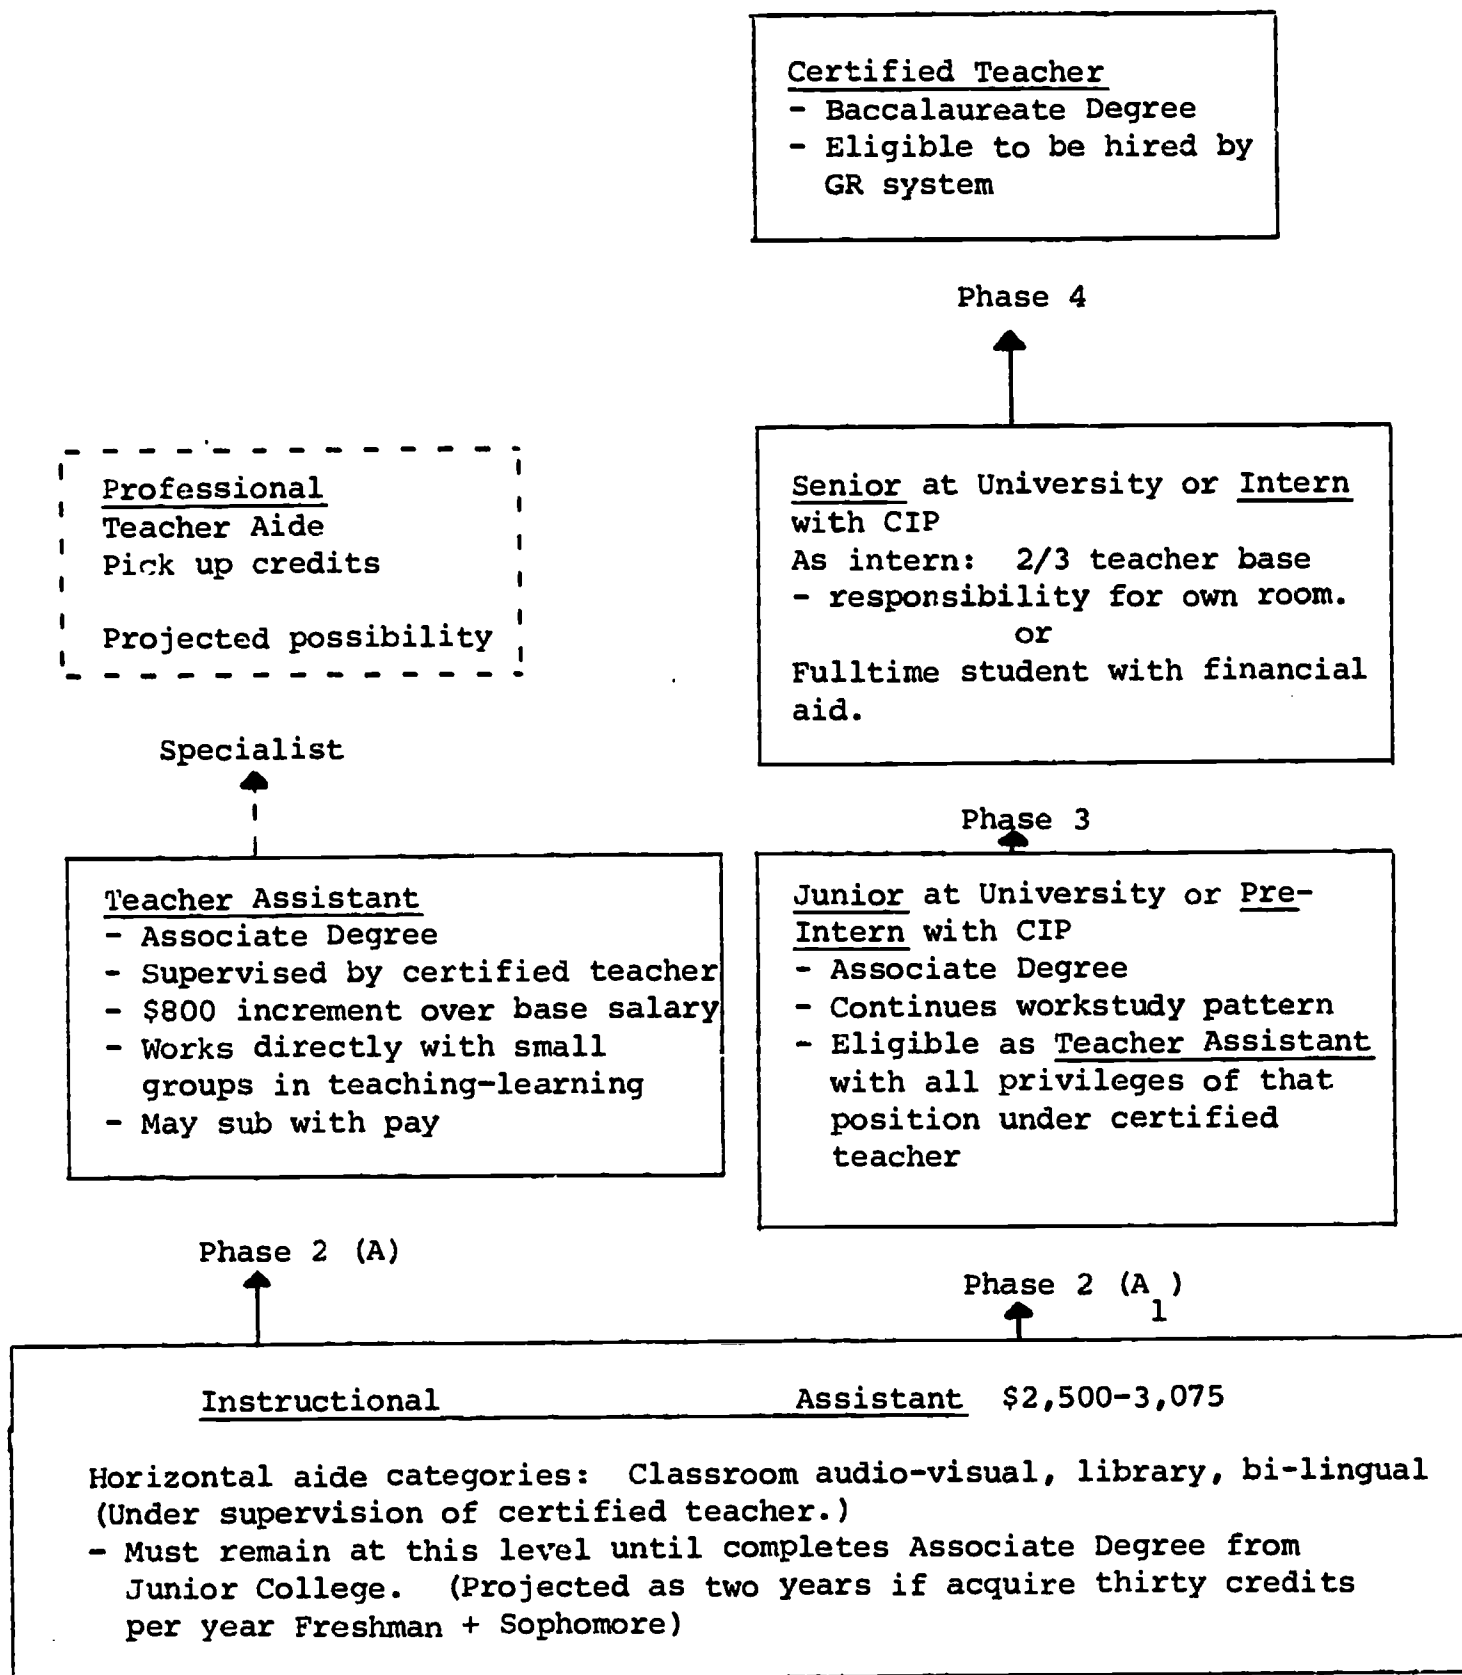 Certified Teacher
- Baccalaureate Degree
- Eligible to be hired by
GR system
Phase 4
Professional
Teacher Aide
Pick up credits
Projected possibility
Senior at University or Intern
with CIP
As intern: 2/3 teacher base
- responsibility for own room.
or
Fulltime student with financial
aid.
Specialist
Phase 3
Teacher Assistant
- Associate Degree
- Supervised by certified teacher
- $800 increment over base salary
- Works directly with small
groups in teaching-learning
- May sub with pay
Junior at University or Pre-
Intern with CIP
- Associate Degree
- Continues workstudy pattern
- Eligible as Teacher Assistant
with all privileges of that
position under certified
teacher
Phase 2 (A)
Phase 2 (A1)
Instructional Assistant $2,500-3,075
Horizontal aide categories: Classroom audio-visual, library, bi-lingual
(Under supervision of certified teacher.)
- Must remain at this level until completes Associate Degree from
Junior College. (Projected as two years if acquire thirty credits
per year Freshman + Sophomore)